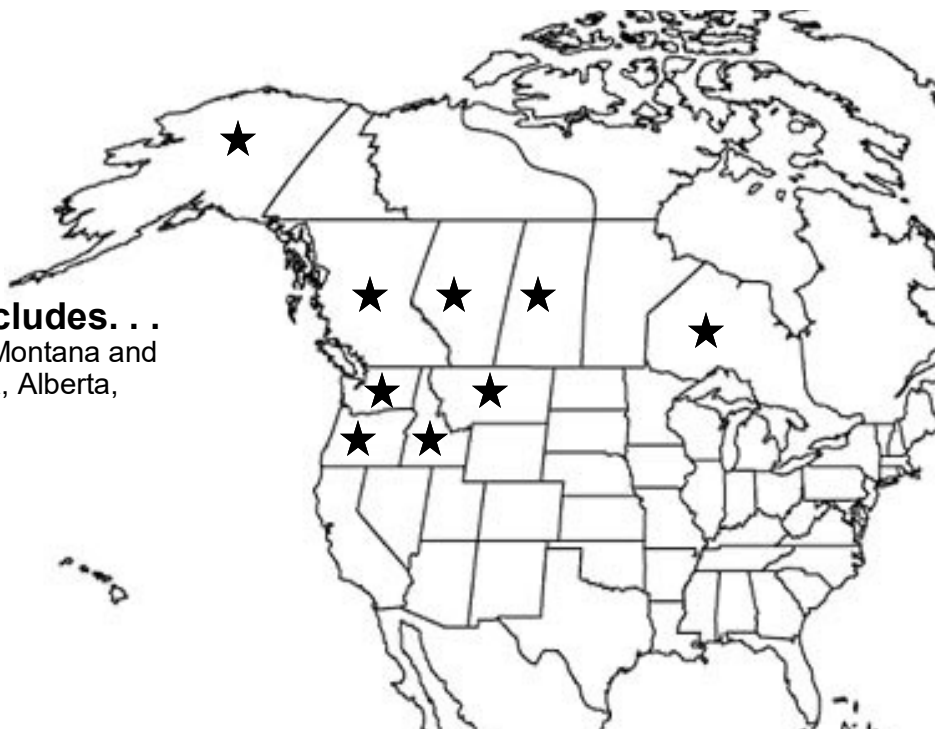 cludes. . .
Montana and
, Alberta,